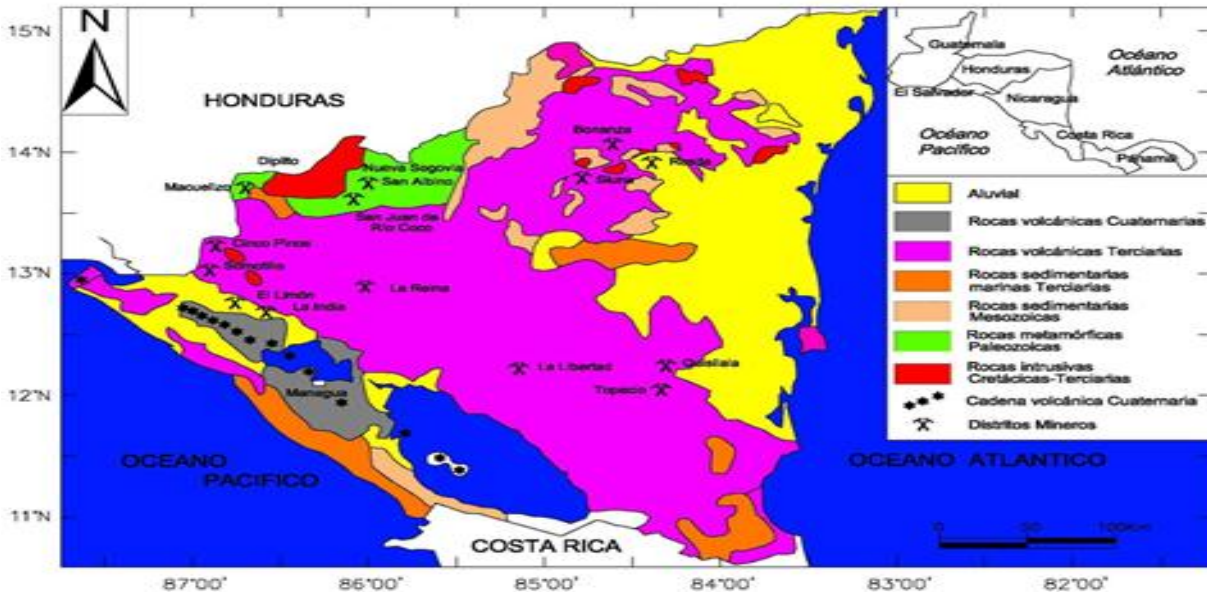 15°N
N
HONDURAS
14°N
13°N
12°N
11°N
Dipilto
Macuelizo
Nueva Segovia
San Albino
San Juan de
Río Coco
Bonanza
Rosita
Siuna
Cinco Pinos
Somotillo
El Limón
La India
La Reina
La Libertad
Quisilala
Topacio
Managua
OCEANO
PACIFICO
COSTA RICA
OCEANO ATLANTICO
Guatemala
Honduras
El Salvador
Nicaragua
Costa Rica
Panamá
Océano
Atlántico
Océano
Pacífico
Aluvial
Rocas volcánicas Cuaternarias
Rocas volcánicas Terciarias
Rocas sedimentarias
marinas Terciarias
Rocas sedimentarias
Mesozoicas
Rocas metamórficas
Paleozoicas
Rocas intrusivas
Cretácicas-Terciarias
Cadena volcánica Cuaternaria
Distritos Mineros
0 50 100km
87°00' 86°00' 85°00' 84°00' 83°00' 82°00'